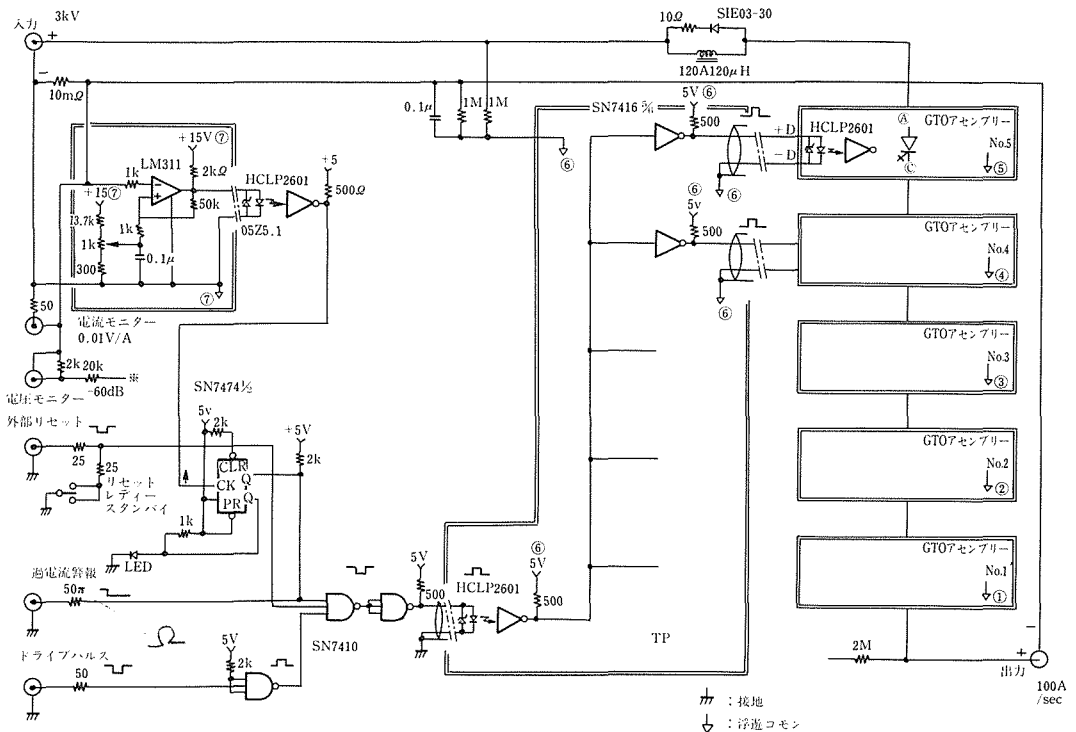 入力
3kV
+
−
10mΩ
10Ω
SIE03-30
120A120μH
0.1μ
1M
1M
⑥
SN7416 5/6
5V ⑥
500
+D
−D
HCLP2601
⑥
⑥
GTOアセンブリー
No.5
⑤
Ⓐ
Ⓒ
+15V⑦
LM311
2kΩ
1k
HCLP2601
+5
500Ω
+15⑦
50k
13.7k
1k
1k
0.1μ
300
05Z5.1
⑦
⑥
5v
500
⑥
⑥
GTOアセンブリー
No.4
④
50
電流モニター
0.01V/A
2k
20k
※
-60dB
電圧モニター
GTOアセンブリー
No.3
③
外部リセット
25
25
リセット
レディー
スタンバイ
SN7474½
5v
2k
+5V
2k
CLR
Q
CK
PR
Q
1k
LED
GTOアセンブリー
No.2
②
過電流警報
50π
SN7410
5V
500
HCLP2601
⑥
5V
500
GTOアセンブリー
No.1
①
TP
ドライブパルス
50
5V
2k
2M
−
+
出力
100A
/sec
：接地
：浮遊コモン